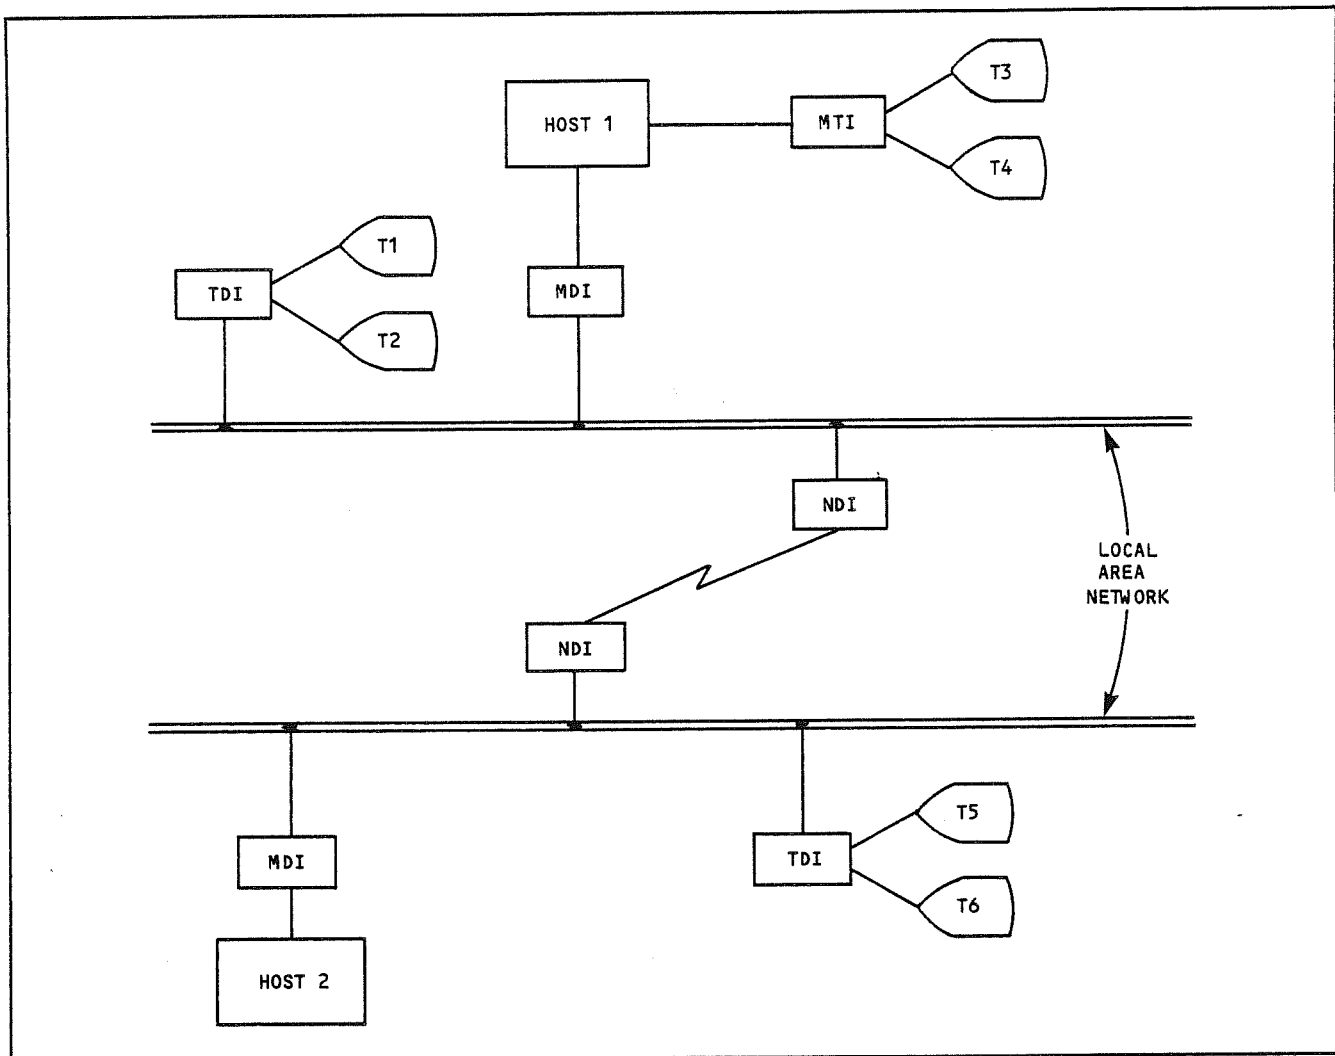 T3
HOST 1
MTI
T4
T1
TDI
MDI
T2
NDI
LOCAL
AREA
NETWORK
NDI
T5
MDI
TDI
T6
HOST 2